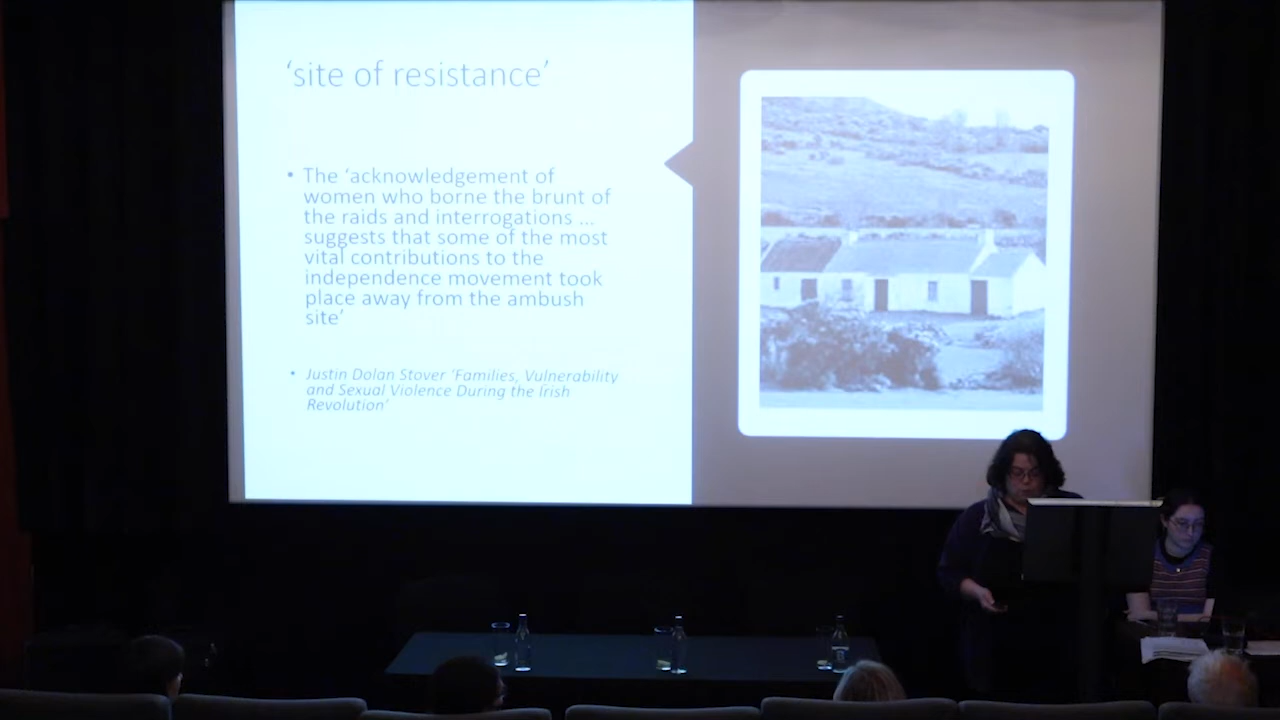 ‘site of resistance’
• The ‘acknowledgement of
women who borne the brunt of
the raids and interrogations ...
suggests that some of the most
vital contributions to the
independence movement took
place away from the ambush
site’
• Justin Dolan Stover ‘Families, Vulnerability
and Sexual Violence During the Irish
Revolution’